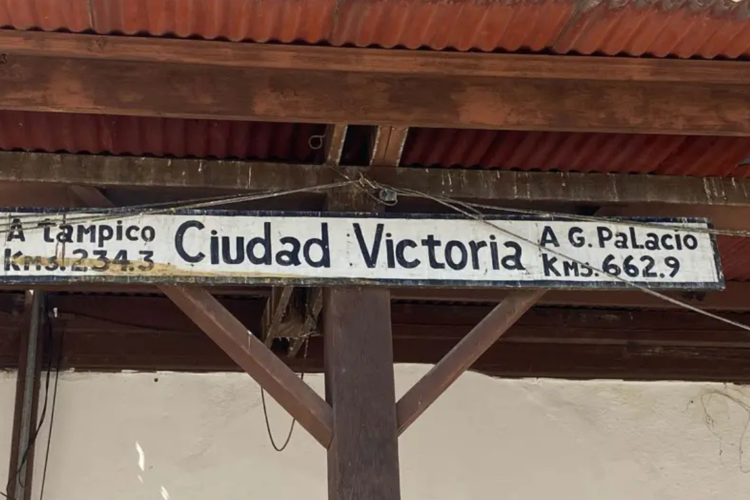 A tampico
Kms.234.3
Ciudad Victoria
A G. Palacio
Kms.662.9